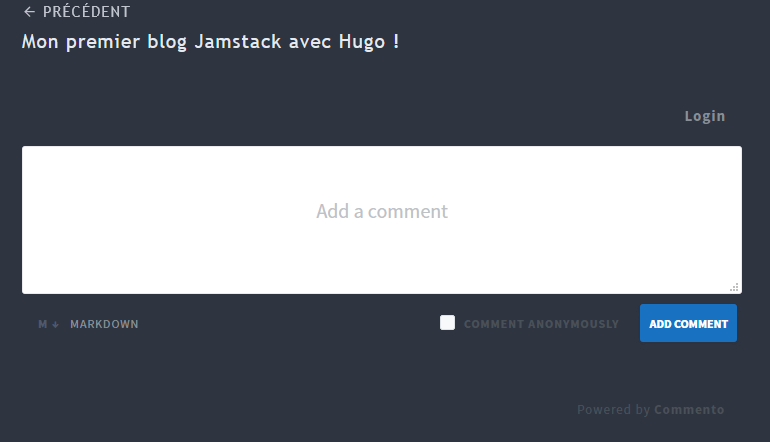 ← PRÉCÉDENT
Mon premier blog Jamstack avec Hugo !
Login
Add a comment
M ↓ MARKDOWN
COMMENT ANONYMOUSLY
ADD COMMENT
Powered by Commento